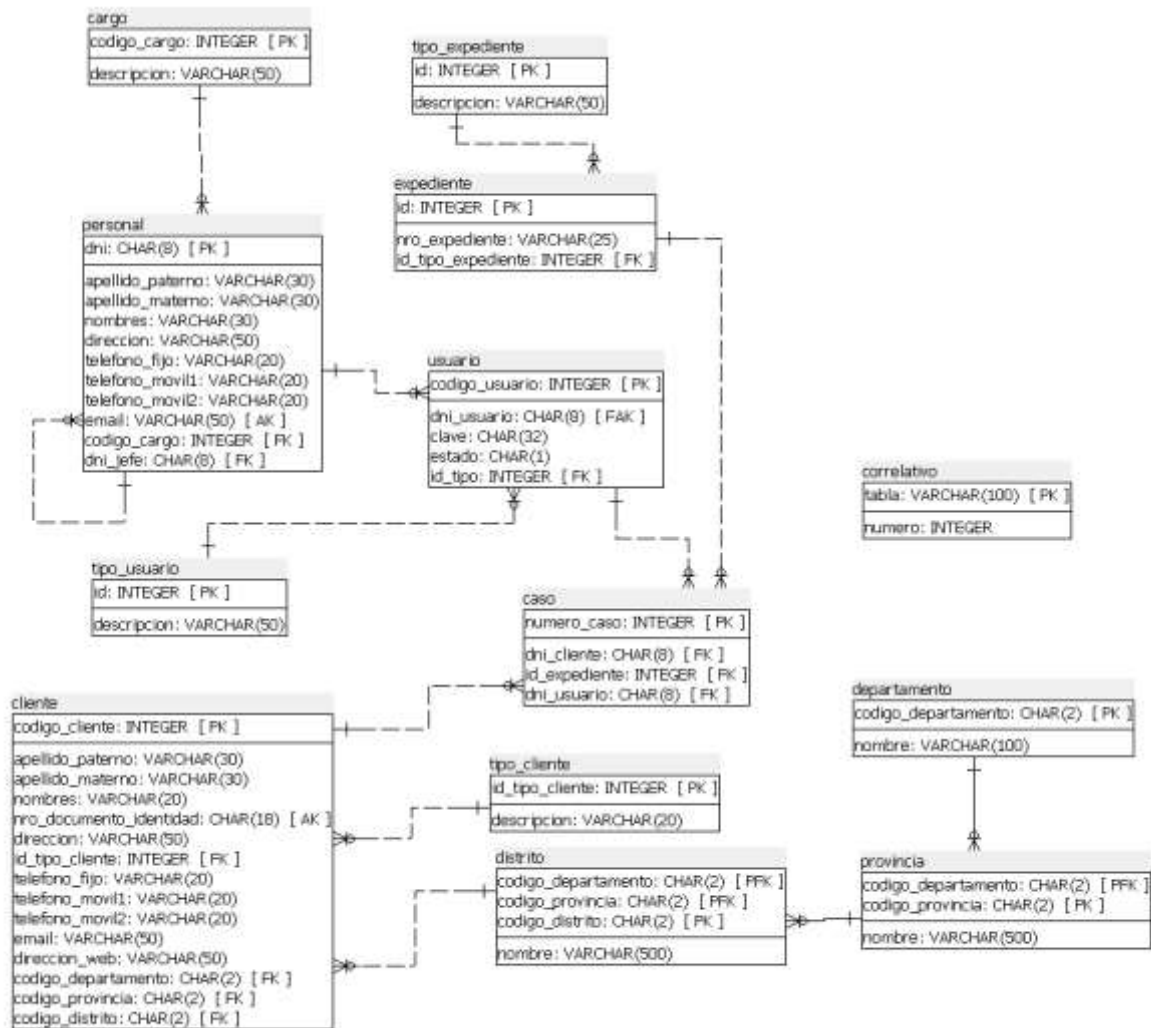 cargo
codigo_cargo: INTEGER [ PK ]
descripcion: VARCHAR(50)
tipo_expediente
id: INTEGER [ PK ]
descripcion: VARCHAR(50)
expediente
id: INTEGER [ PK ]
nro_expediente: VARCHAR(25)
id_tipo_expediente: INTEGER [ FK ]
personal
dni: CHAR(8) [ PK ]
apellido_paterno: VARCHAR(30)
apellido_materno: VARCHAR(30)
nombres: VARCHAR(30)
direccion: VARCHAR(50)
telefono_fijo: VARCHAR(20)
telefono_movil1: VARCHAR(20)
telefono_movil2: VARCHAR(20)
email: VARCHAR(50) [ AK ]
codigo_cargo: INTEGER [ FK ]
dni_jefe: CHAR(8) [ FK ]
usuario
codigo_usuario: INTEGER [ PK ]
dni_usuario: CHAR(8) [ FAK ]
clave: CHAR(32)
estado: CHAR(1)
id_tipo: INTEGER [ FK ]
correlativo
tabla: VARCHAR(100) [ PK ]
numero: INTEGER
tipo_usuario
id: INTEGER [ PK ]
descripcion: VARCHAR(50)
caso
numero_caso: INTEGER [ PK ]
dni_cliente: CHAR(8) [ FK ]
id_expediente: INTEGER [ FK ]
dni_usuario: CHAR(8) [ FK ]
cliente
codigo_cliente: INTEGER [ PK ]
apellido_paterno: VARCHAR(30)
apellido_materno: VARCHAR(30)
nombres: VARCHAR(20)
nro_documento_identidad: CHAR(18) [ AK ]
direccion: VARCHAR(50)
id_tipo_cliente: INTEGER [ FK ]
telefono_fijo: VARCHAR(20)
telefono_movil1: VARCHAR(20)
telefono_movil2: VARCHAR(20)
email: VARCHAR(50)
direccion_web: VARCHAR(50)
codigo_departamento: CHAR(2) [ FK ]
codigo_provincia: CHAR(2) [ FK ]
codigo_distrito: CHAR(2) [ FK ]
tipo_cliente
id_tipo_cliente: INTEGER [ PK ]
descripcion: VARCHAR(20)
departamento
codigo_departamento: CHAR(2) [ PK ]
nombre: VARCHAR(100)
distrito
codigo_departamento: CHAR(2) [ PFK ]
codigo_provincia: CHAR(2) [ PFK ]
codigo_distrito: CHAR(2) [ PK ]
nombre: VARCHAR(500)
provincia
codigo_departamento: CHAR(2) [ PFK ]
codigo_provincia: CHAR(2) [ PK ]
nombre: VARCHAR(500)